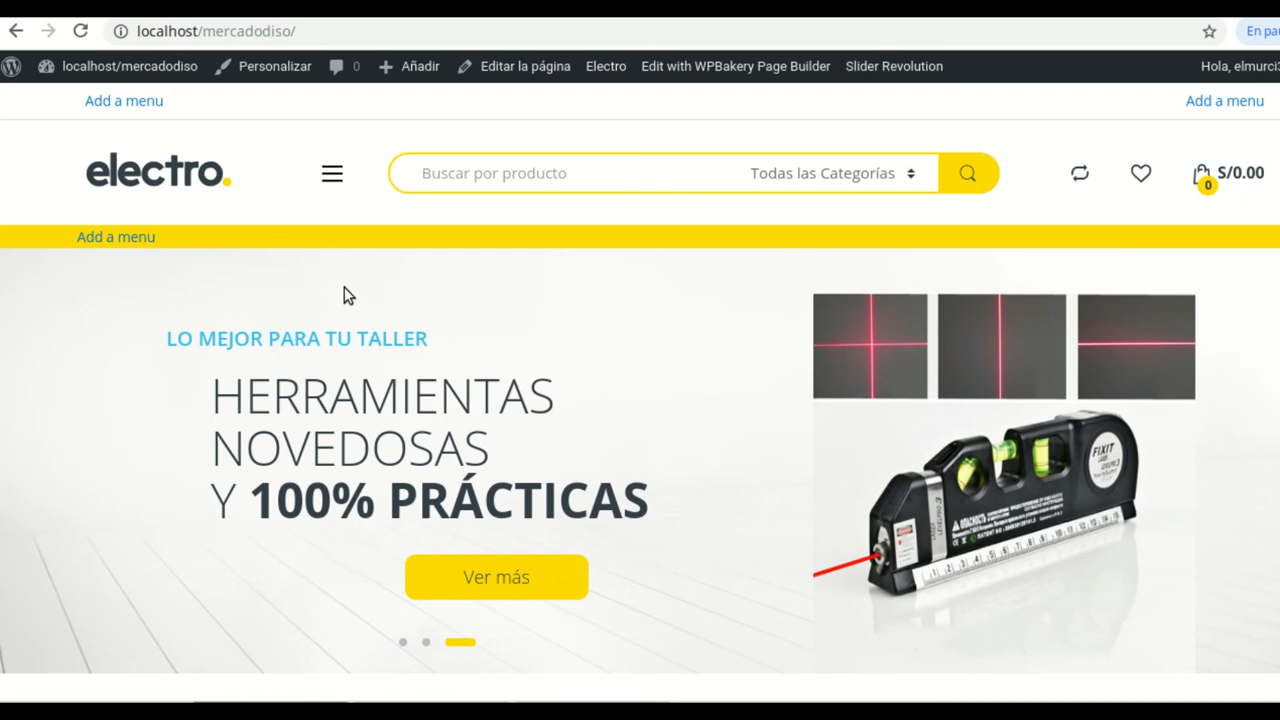 localhost/mercadodiso/
En pau
localhost/mercadodiso Personalizar 0 Añadir Editar la página Electro Edit with WPBakery Page Builder Slider Revolution Hola, elmurci
Add a menu Add a menu
electro. Buscar por producto Todas las Categorías 0 S/0.00
Add a menu
LO MEJOR PARA TU TALLER
HERRAMIENTAS
NOVEDOSAS
Y 100% PRÁCTICAS
Ver más
FIXIT
ОПАСНОСТЬ